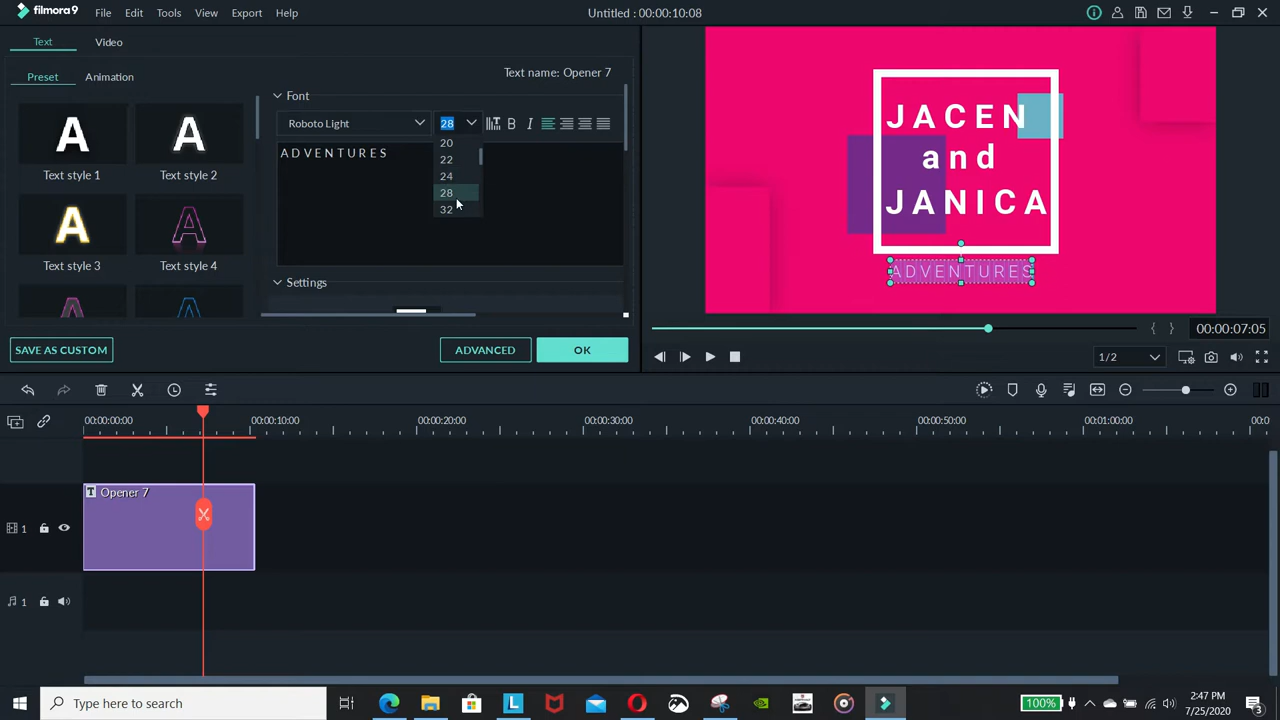 filmora9
File Edit Tools View Export Help
Untitled : 00:00:10:08
Text Video
Preset Animation
Text name: Opener 7
Font
Roboto Light
28
A D V E N T U R E S
20
22
24
28
32
A
Text style 1
A
Text style 2
A
Text style 3
A
Text style 4
A
A
Settings
SAVE AS CUSTOM
ADVANCED
OK
JACEN
and
JANICA
ADVENTURES
00:00:07:05
1/2
00:00:00:00 00:00:10:00 00:00:20:00 00:00:30:00 00:00:40:00 00:00:50:00 00:01:00:00 00:0
T Opener 7
1
1
Type here to search
100%
2:47 PM
7/25/2020
3